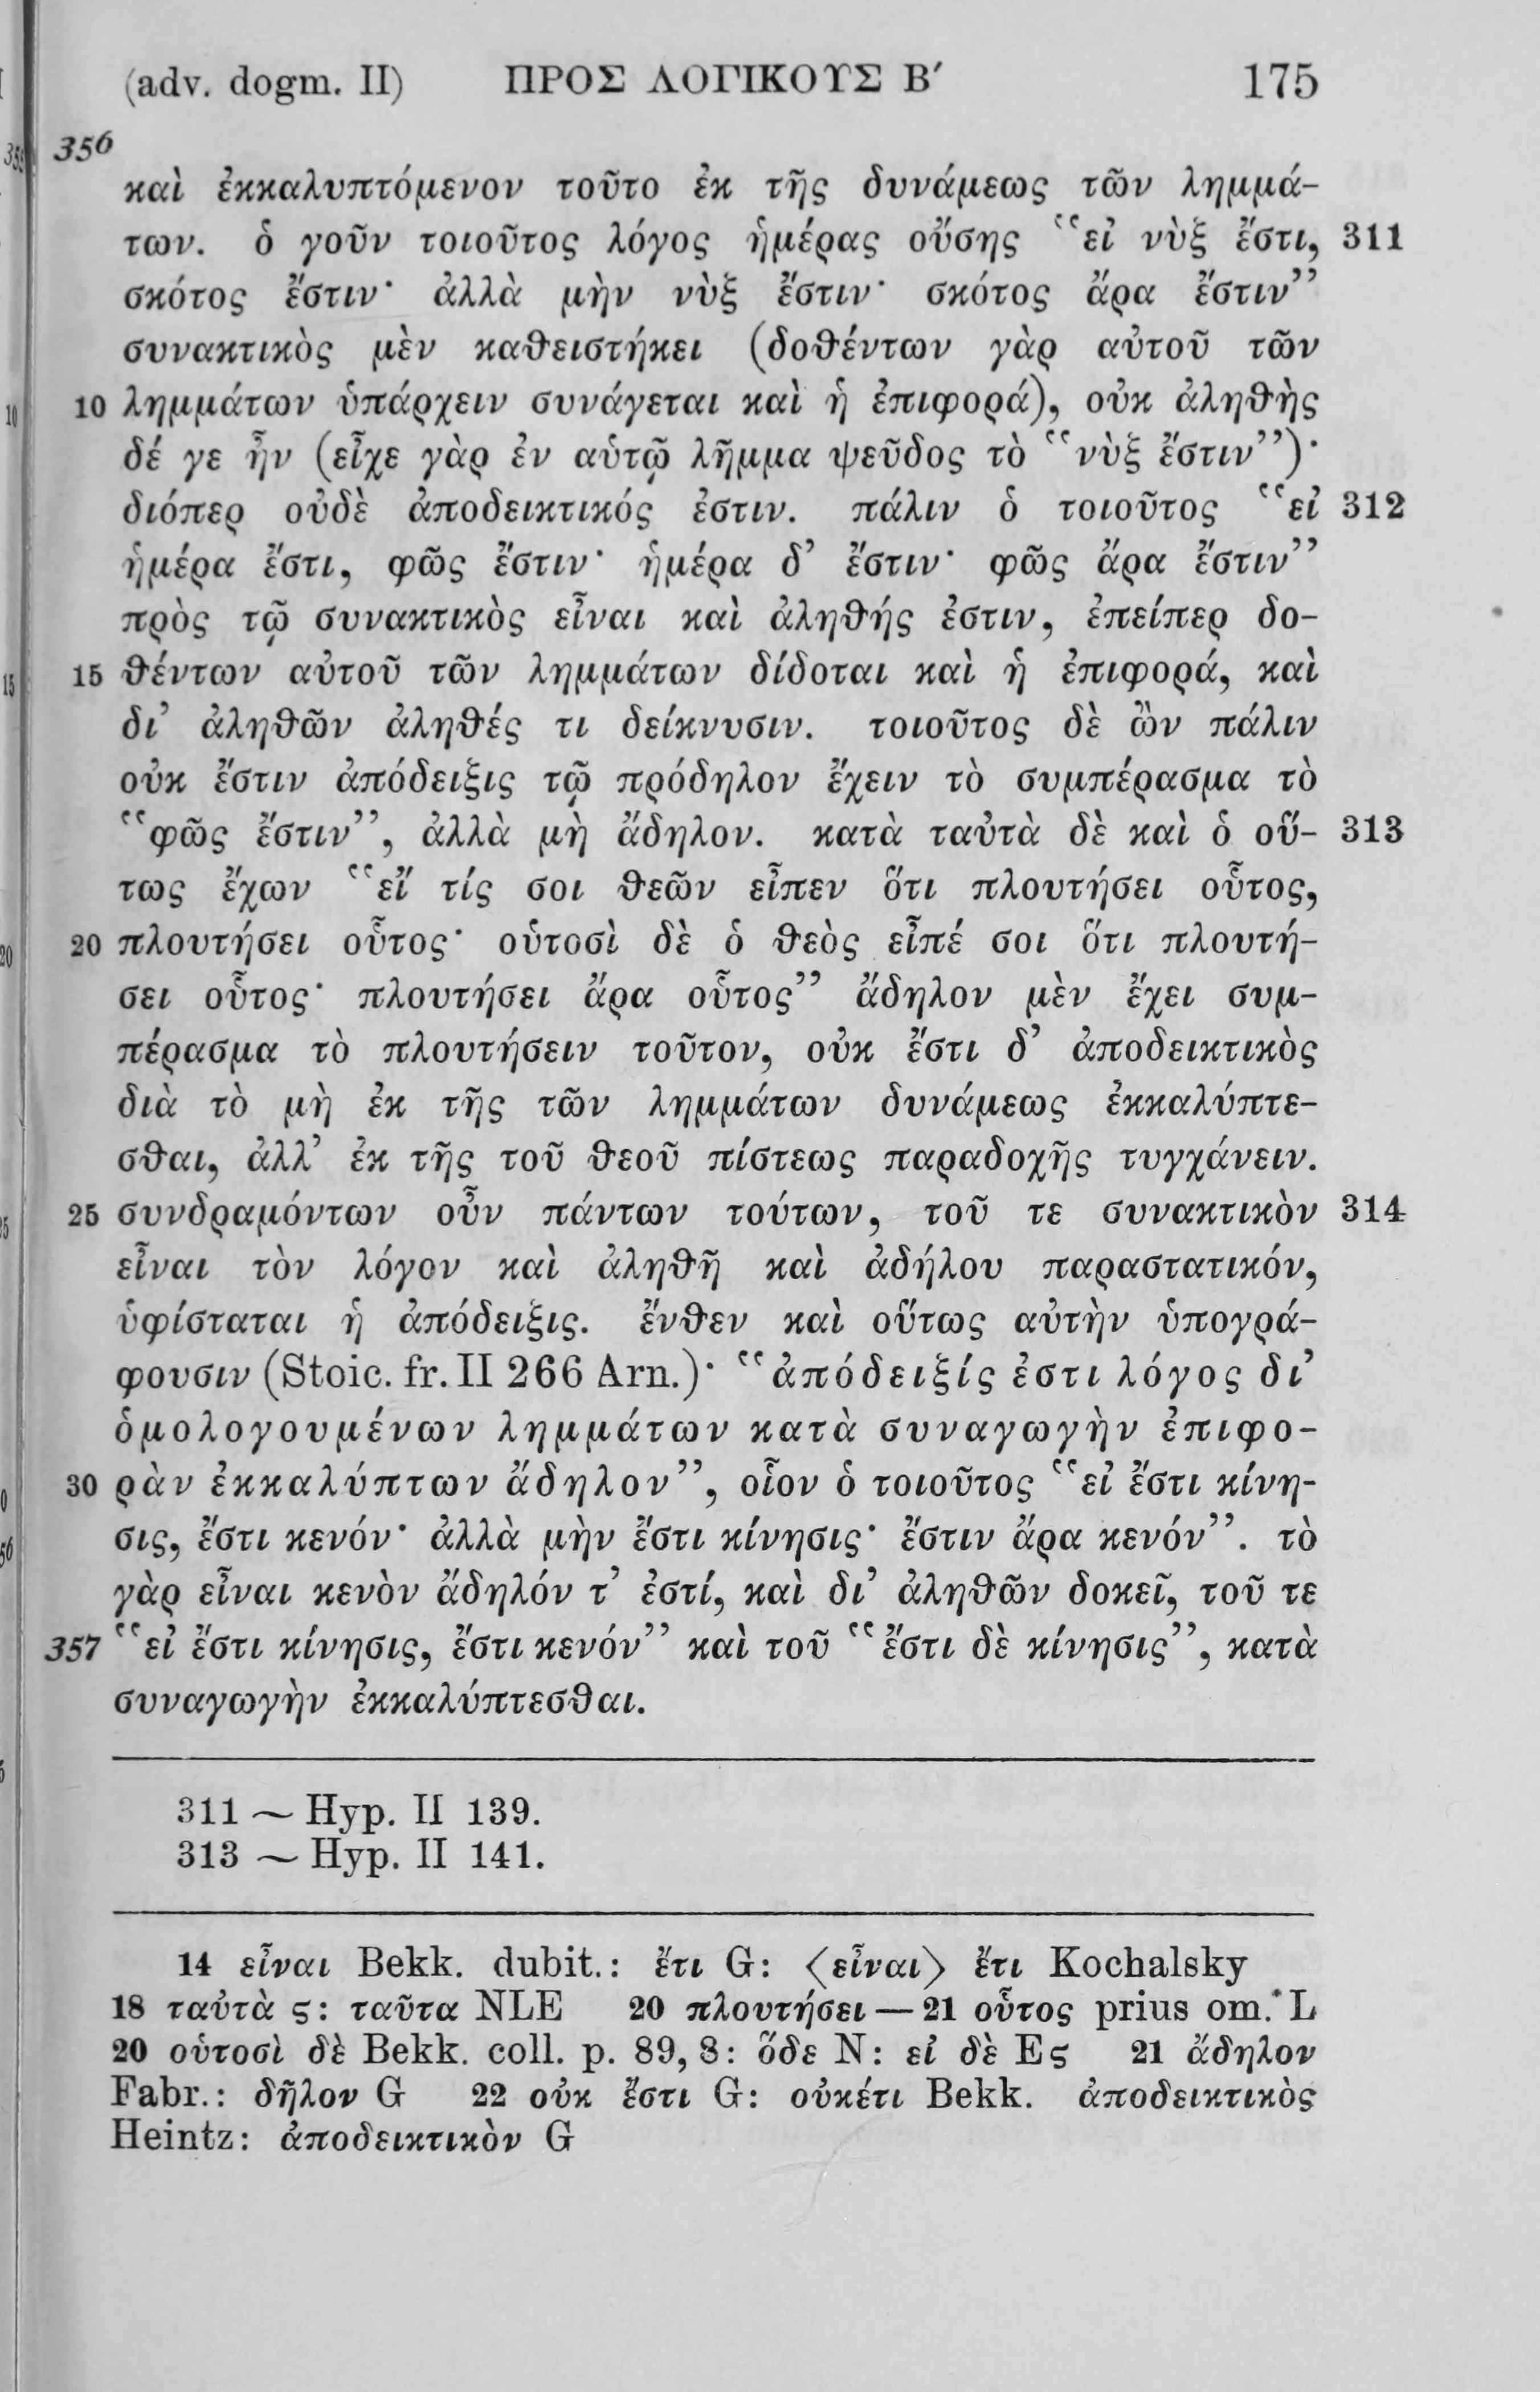 (adv. dogm. II) ΠΡΟΣ ΛΟΓΙΚΟΥΣ Β′ 175
356
καὶ ἐκκαλυπτόμενον τοῦτο ἐκ τῆς δυνάμεως τῶν λημμά-
των. ὁ γοῦν τοιοῦτος λόγος ἡμέρας οὔσης "εἰ νὺξ ἔστι, 311
σκότος ἔστιν· ἀλλὰ μὴν νὺξ ἔστιν· σκότος ἄρα ἔστιν"
συνακτικὸς μὲν καθειστήκει (δοθέντων γὰρ αὐτοῦ τῶν
10 λημμάτων ὑπάρχειν συνάγεται καὶ ἡ ἐπιφορά), οὐκ ἀληθὴς
δέ γε ἦν (εἶχε γὰρ ἐν αὑτῷ λῆμμα ψεῦδος τὸ "νὺξ ἔστιν")·
διόπερ οὐδὲ ἀποδεικτικός ἐστιν. πάλιν ὁ τοιοῦτος "εἰ 312
ἡμέρα ἔστι, φῶς ἔστιν· ἡμέρα δ' ἔστιν· φῶς ἄρα ἔστιν"
πρὸς τῷ συνακτικὸς εἶναι καὶ ἀληθής ἐστιν, ἐπείπερ δο-
15 θέντων αὐτοῦ τῶν λημμάτων δίδοται καὶ ἡ ἐπιφορά, καὶ
δι' ἀληθῶν ἀληθές τι δείκνυσιν. τοιοῦτος δὲ ὢν πάλιν
οὐκ ἔστιν ἀπόδειξις τῷ πρόδηλον ἔχειν τὸ συμπέρασμα τὸ
"φῶς ἔστιν", ἀλλὰ μὴ ἄδηλον. κατὰ ταὐτὰ δὲ καὶ ὁ οὕ- 313
τως ἔχων "εἴ τίς σοι θεῶν εἶπεν ὅτι πλουτήσει οὗτος,
20 πλουτήσει οὗτος· οὑτοσὶ δὲ ὁ θεὸς εἶπέ σοι ὅτι πλουτή-
σει οὗτος· πλουτήσει ἄρα οὗτος" ἄδηλον μὲν ἔχει συμ-
πέρασμα τὸ πλουτήσειν τοῦτον, οὐκ ἔστι δ' ἀποδεικτικὸς
διὰ τὸ μὴ ἐκ τῆς τῶν λημμάτων δυνάμεως ἐκκαλύπτε-
σθαι, ἀλλ' ἐκ τῆς τοῦ θεοῦ πίστεως παραδοχῆς τυγχάνειν.
25 συνδραμόντων οὖν πάντων τούτων, τοῦ τε συνακτικὸν 314
εἶναι τὸν λόγον καὶ ἀληθῆ καὶ ἀδήλου παραστατικόν,
ὑφίσταται ἡ ἀπόδειξις. ἔνθεν καὶ οὕτως αὐτὴν ὑπογρά-
φουσιν (Stoic. fr. II 266 Arn.)· "ἀπόδειξίς ἐστι λόγος δι'
ὁμολογουμένων λημμάτων κατὰ συναγωγὴν ἐπιφο-
30 ρὰν ἐκκαλύπτων ἄδηλον", οἷον ὁ τοιοῦτος "εἰ ἔστι κίνη-
σις, ἔστι κενόν· ἀλλὰ μὴν ἔστι κίνησις· ἔστιν ἄρα κενόν". τὸ
γὰρ εἶναι κενὸν ἄδηλόν τ' ἐστί, καὶ δι' ἀληθῶν δοκεῖ, τοῦ τε
357 "εἰ ἔστι κίνησις, ἔστι κενόν" καὶ τοῦ "ἔστι δὲ κίνησις", κατὰ
συναγωγὴν ἐκκαλύπτεσθαι.
311 ~ Hyp. II 139.
313 ~ Hyp. II 141.
14 εἶναι Bekk. dubit.: ἔτι G: ⟨εἶναι⟩ ἔτι Kochalsky
18 ταὐτὰ ς: ταῦτα NLE 20 πλουτήσει — 21 οὗτος prius om. L
20 οὑτοσὶ δὲ Bekk. coll. p. 89, 8: ὅδε N: εἰ δὲ Eς 21 ἄδηλον
Fabr.: δῆλον G 22 οὐκ ἔστι G: οὐκέτι Bekk. ἀποδεικτικὸς
Heintz: ἀποδεικτικὸν G